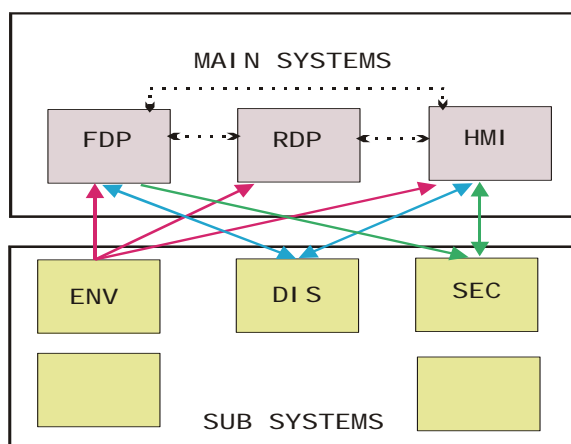 MAIN SYSTEMS
FDP RDP HMI
ENV DIS SEC
SUB SYSTEMS